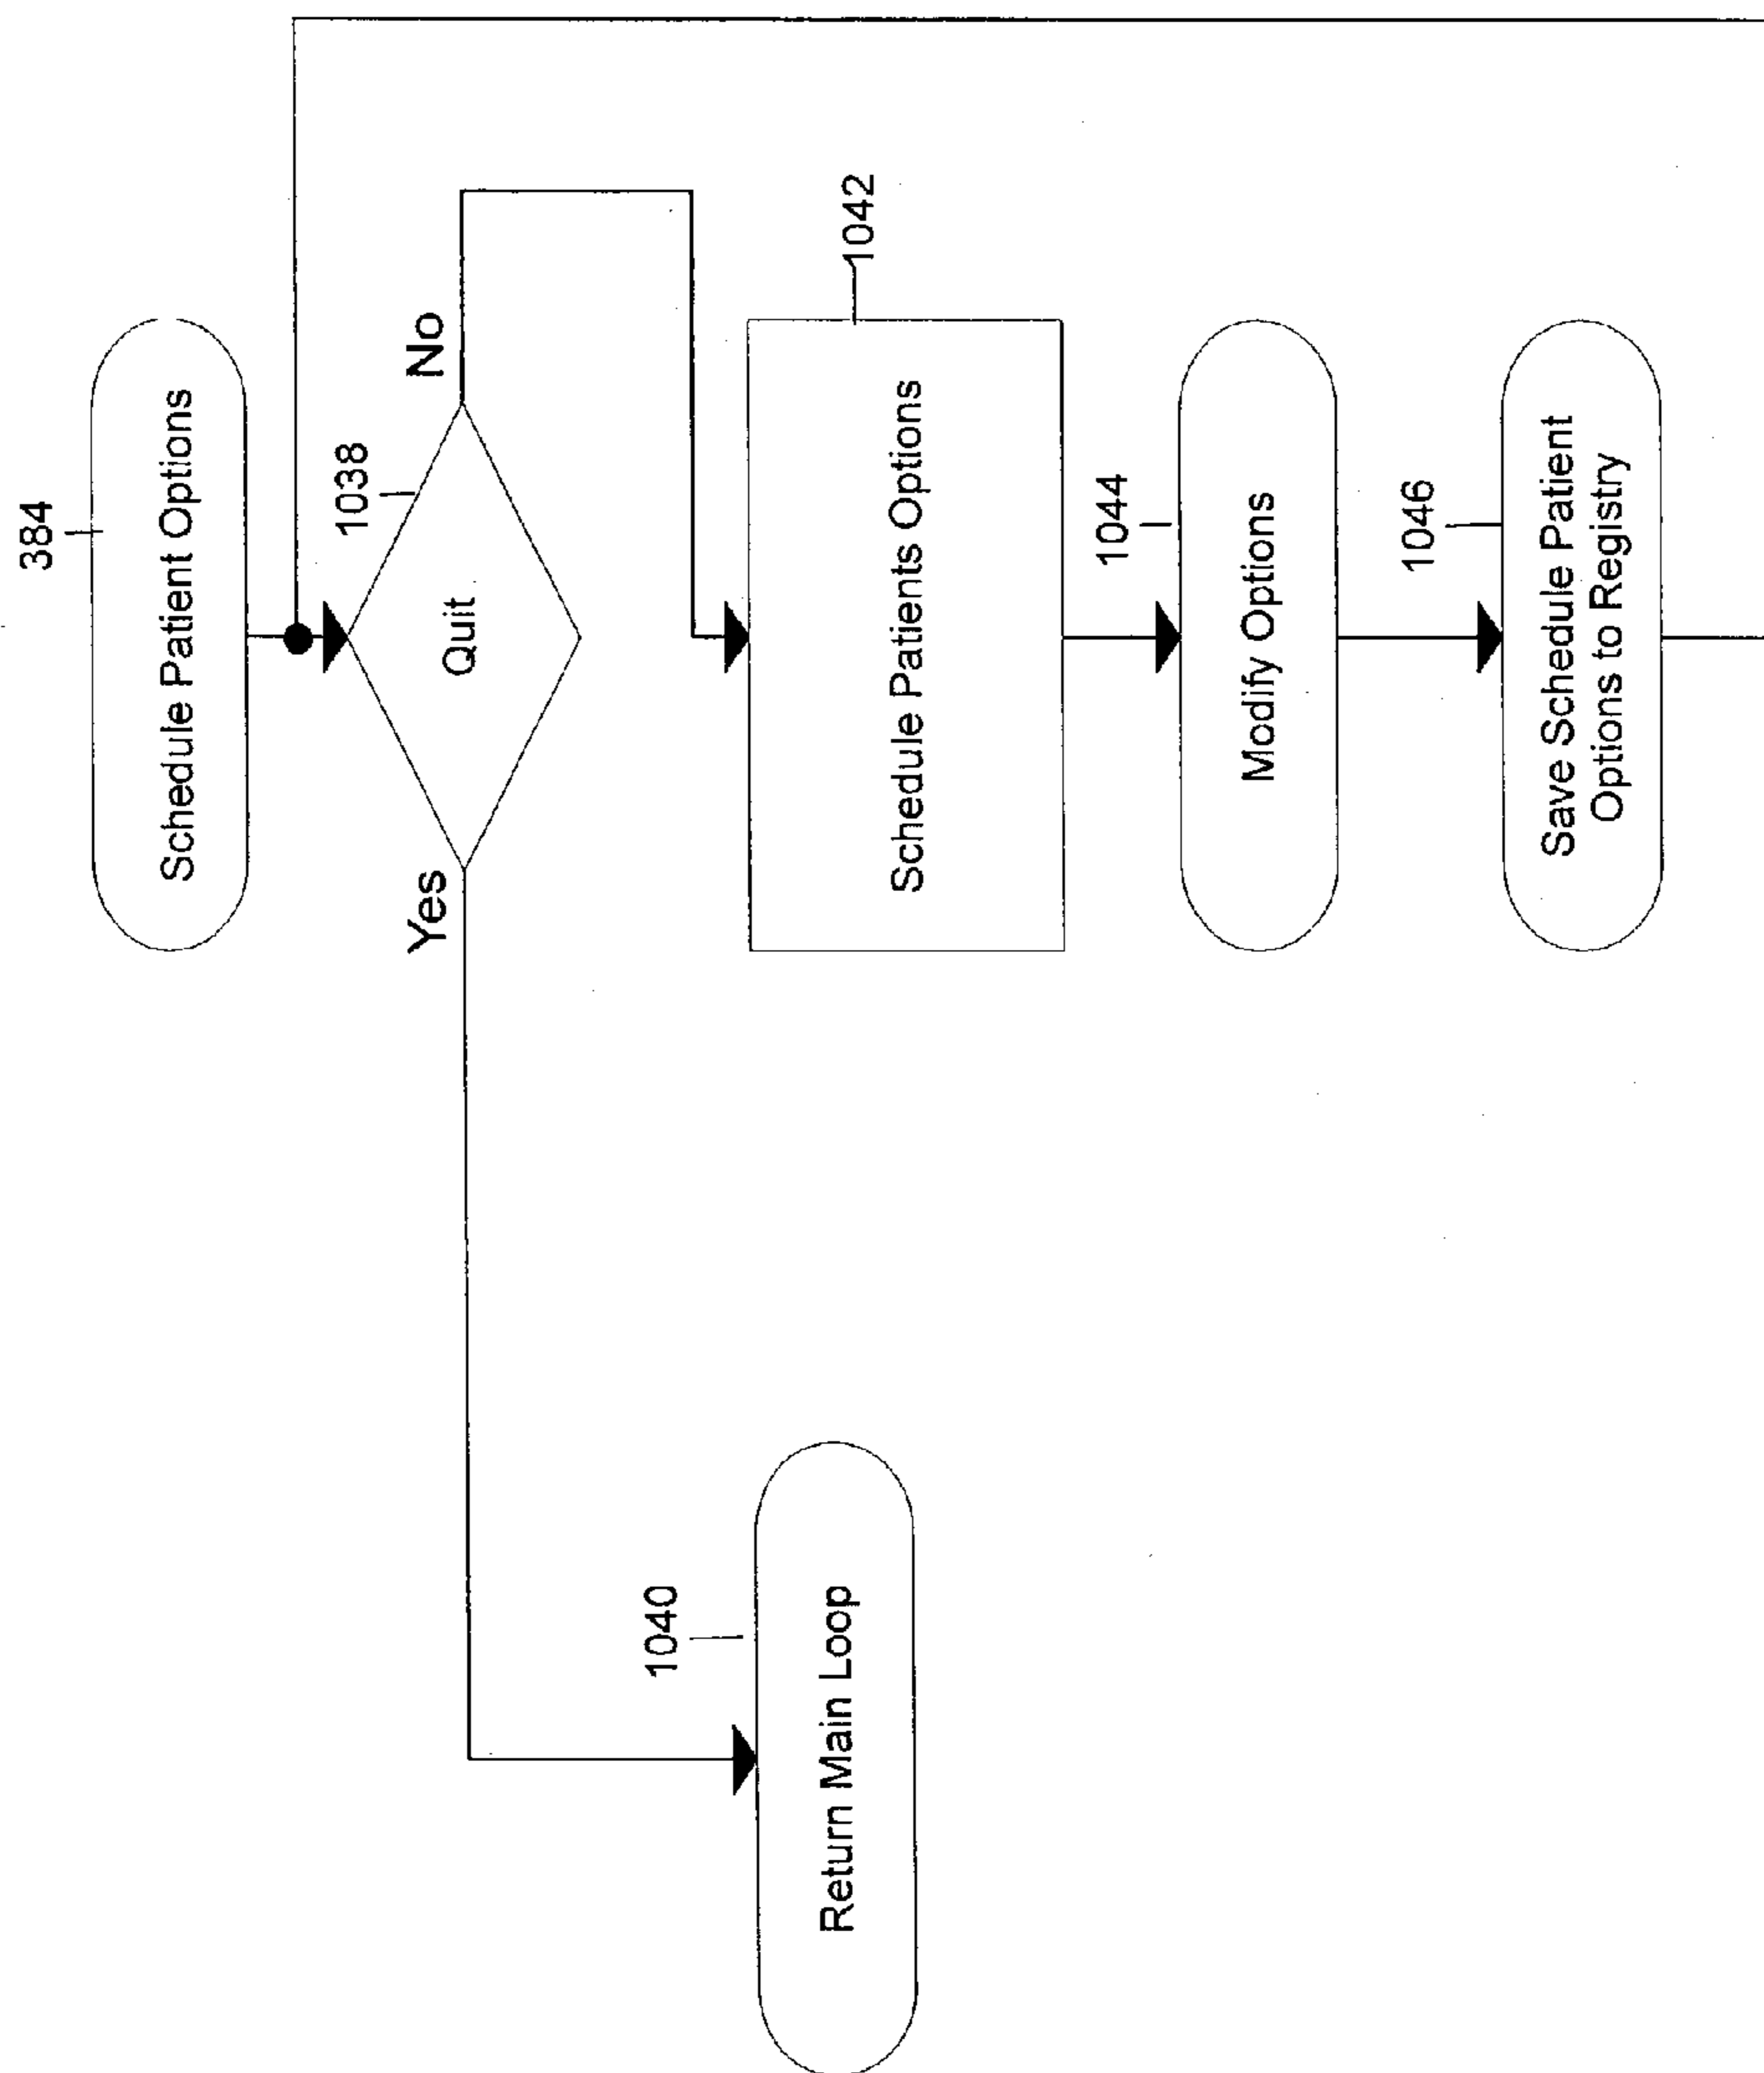 384
Schedule Patient Options
1038
Quit
Yes
No
1040
Return Main Loop
1042
Schedule Patients Options
1044
Modify Options
1046
Save Schedule Patient
Options to Registry